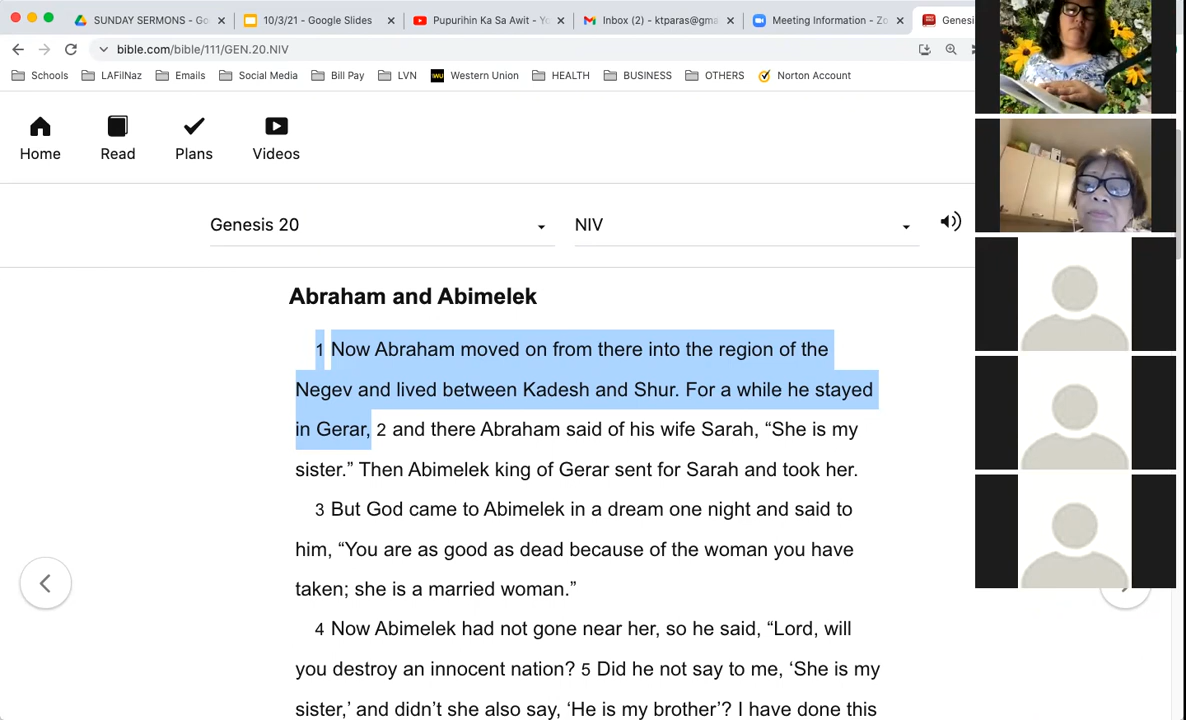 SUNDAY SERMONS - Go
10/3/21 - Google Slides
Pupurihin Ka Sa Awit - Yo
Inbox (2) - ktparas@gma
Meeting Information - Zo
Genesi
bible.com/bible/111/GEN.20.NIV
Schools LAFilNaz Emails Social Media Bill Pay LVN WU Western Union HEALTH BUSINESS OTHERS Norton Account
Home Read Plans Videos
Genesis 20 NIV
Abraham and Abimelek
1 Now Abraham moved on from there into the region of the
Negev and lived between Kadesh and Shur. For a while he stayed
in Gerar, 2 and there Abraham said of his wife Sarah, “She is my
sister.” Then Abimelek king of Gerar sent for Sarah and took her.
3 But God came to Abimelek in a dream one night and said to
him, “You are as good as dead because of the woman you have
taken; she is a married woman.”
4 Now Abimelek had not gone near her, so he said, “Lord, will
you destroy an innocent nation? 5 Did he not say to me, ‘She is my
sister,’ and didn’t she also say, ‘He is my brother’? I have done this